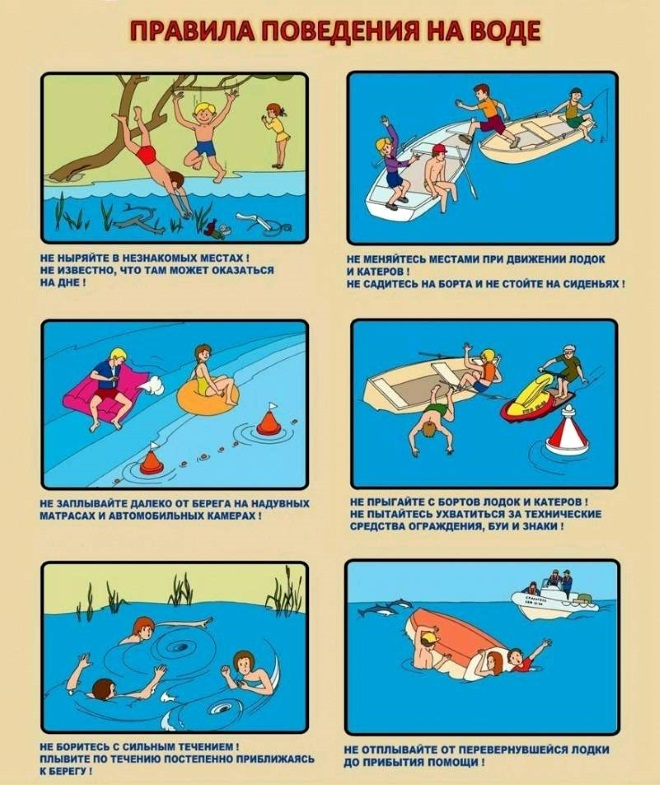 ПРАВИЛА ПОВЕДЕНИЯ НА ВОДЕ
НЕ НЫРЯЙТЕ В НЕЗНАКОМЫХ МЕСТАХ !
НЕ ИЗВЕСТНО, ЧТО ТАМ МОЖЕТ ОКАЗАТЬСЯ
НА ДНЕ !
НЕ МЕНЯЙТЕСЬ МЕСТАМИ ПРИ ДВИЖЕНИИ ЛОДОК
И КАТЕРОВ !
НЕ САДИТЕСЬ НА БОРТА И НЕ СТОЙТЕ НА СИДЕНЬЯХ !
НЕ ЗАПЛЫВАЙТЕ ДАЛЕКО ОТ БЕРЕГА НА НАДУВНЫХ
МАТРАСАХ И АВТОМОБИЛЬНЫХ КАМЕРАХ !
НЕ ПРЫГАЙТЕ С БОРТОВ ЛОДОК И КАТЕРОВ !
НЕ ПЫТАЙТЕСЬ УХВАТИТЬСЯ ЗА ТЕХНИЧЕСКИЕ
СРЕДСТВА ОГРАЖДЕНИЯ, БУИ И ЗНАКИ !
НЕ БОРИТЕСЬ С СИЛЬНЫМ ТЕЧЕНИЕМ !
ПЛЫВИТЕ ПО ТЕЧЕНИЮ ПОСТЕПЕННО ПРИБЛИЖАЯСЬ
К БЕРЕГУ !
НЕ ОТПЛЫВАЙТЕ ОТ ПЕРЕВЕРНУВШЕЙСЯ ЛОДКИ
ДО ПРИБЫТИЯ ПОМОЩИ !